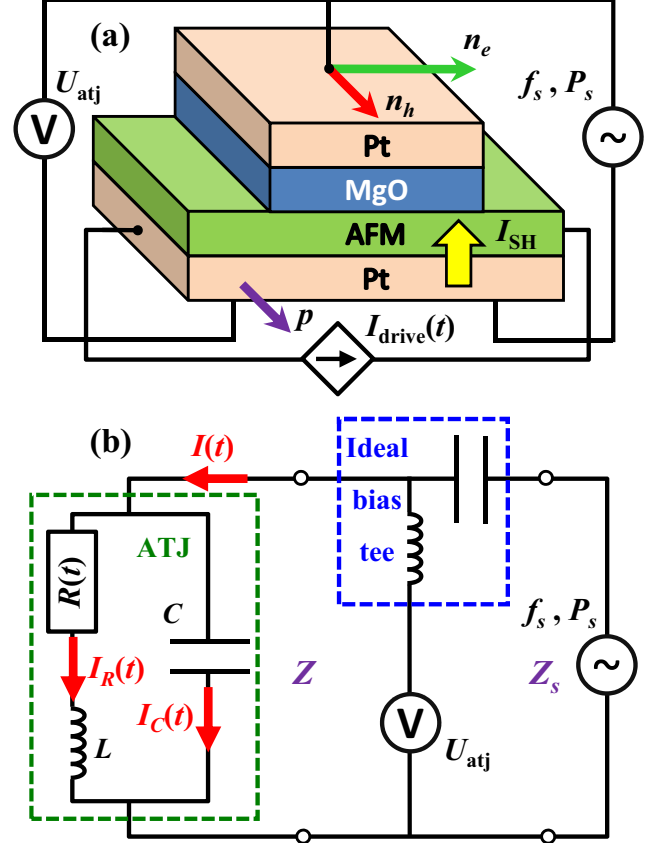 (a)
n_e
U_atj
n_h
f_s , P_s
V
Pt
~
MgO
AFM
I_SH
Pt
p
I_drive(t)
(b)
I(t)
Ideal
bias
tee
ATJ
R(t)
C
f_s , P_s
I_R(t)
Z
Z_s
~
I_C(t)
L
V
U_atj